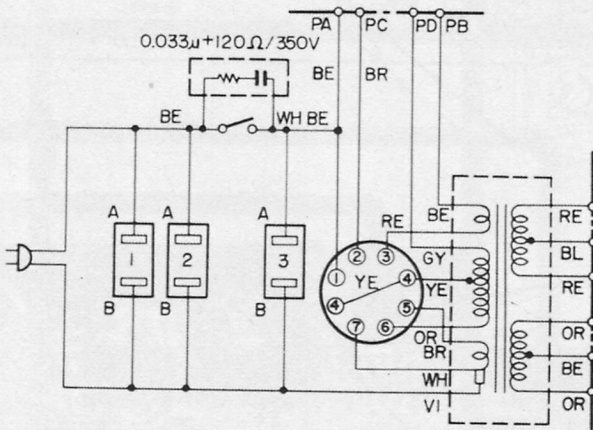 PA PC PD PB
0.033μ+120Ω/350V
BE BR
BE WH BE
A A A
RE BE RE
1 2 3
② ③
GY BL
① YE ④ YE
RE
④ ⑤
B B B
⑦ ⑥ OR OR
BR
WH BE
VI OR